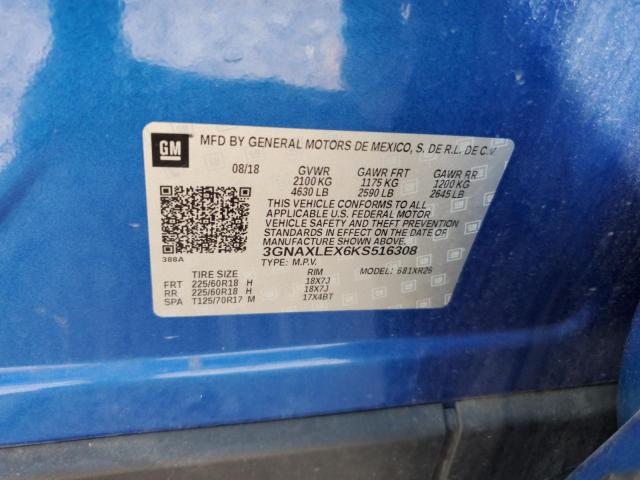 GM
MFD BY GENERAL MOTORS DE MEXICO, S. DE R.L. DE C.V.
08/18 GVWR GAWR FRT GAWR RR
2100 KG 1175 KG 1200 KG
4630 LB 2590 LB 2645 LB
THIS VEHICLE CONFORMS TO ALL
APPLICABLE U.S. FEDERAL MOTOR
VEHICLE SAFETY AND THEFT PREVENTION
STANDARDS IN EFFECT ON THE DATE OF
MANUFACTURE SHOWN ABOVE.
3GNAXLEX6KS516308
388A
TYPE: M.P.V. MODEL: 681XR26
TIRE SIZE RIM
FRT 225/60R18 H 18X7J
RR 225/60R18 H 18X7J
SPA T125/70R17 M 17X4BT